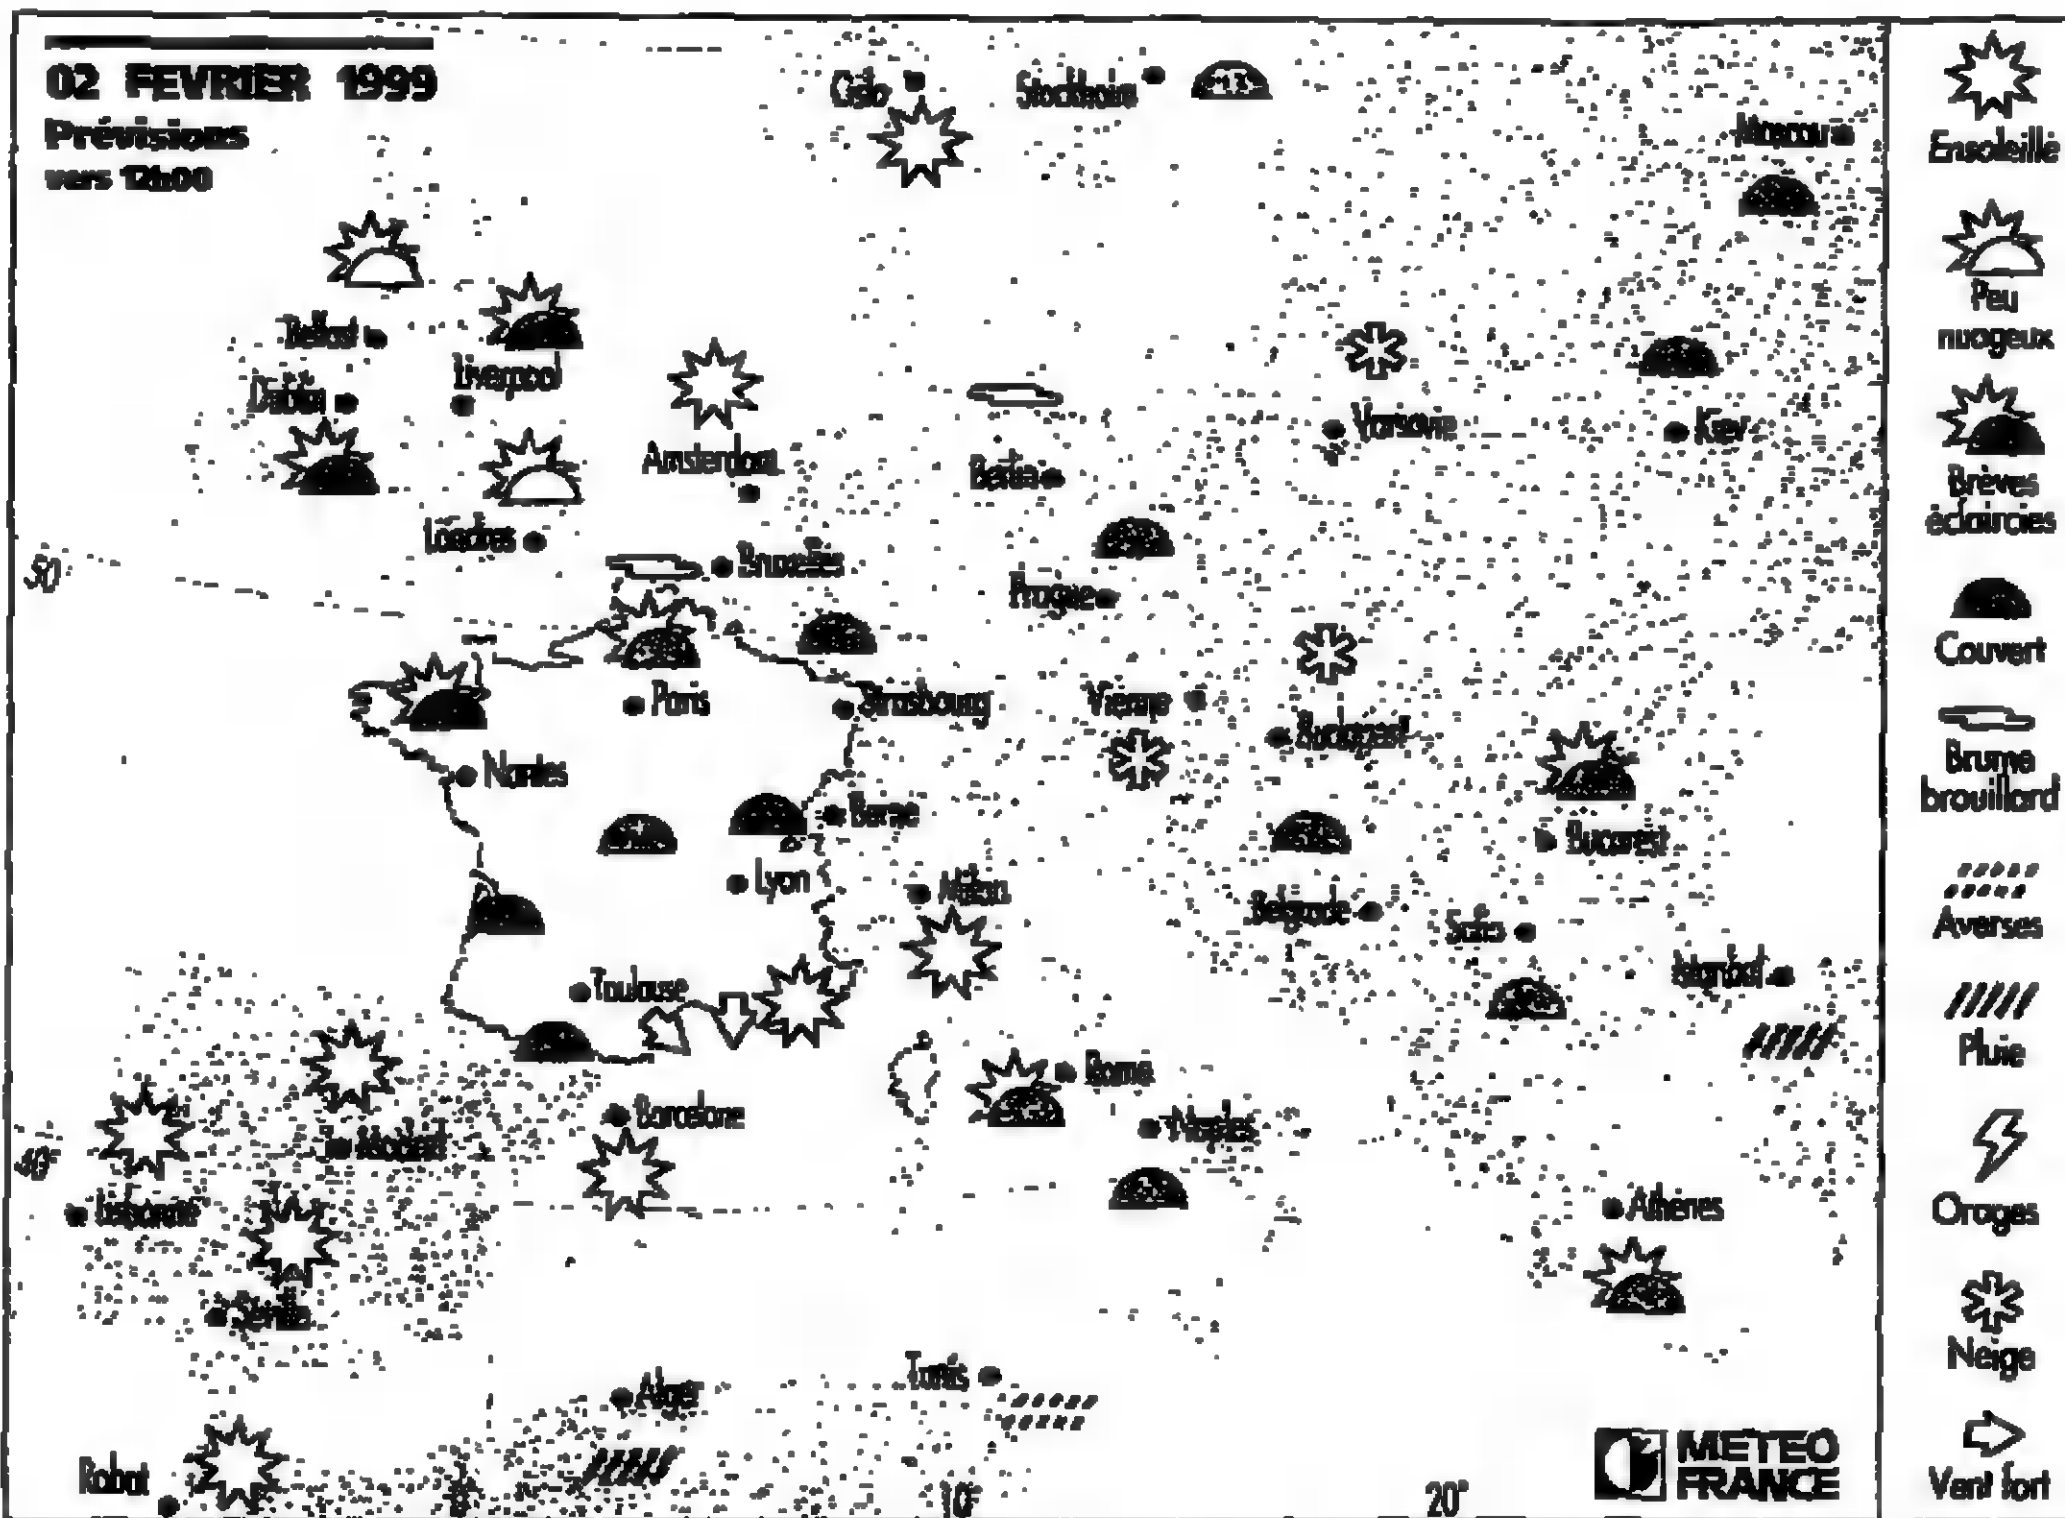 02 FEVRIER 1999
Prévisions
vers 12h00
Oslo
Stockholm
Moscou
Belfast
Liverpool
Dublin
Amsterdam
Varsovie
Kiev
Berlin
Londres
Bruxelles
50
Prague
Paris
Strasbourg
Vienne
Budapest
Nantes
Berne
Bucarest
Lyon
Milan
Belgrade
Sofia
Istanbul
Toulouse
Rome
Barcelone
Naples
Madrid
40
Lisbonne
Athènes
Séville
Tunis
Alger
Rabat
0
10°
20°
METEO
FRANCE
Ensoleillé
Peu
nuageux
Brèves
éclaircies
Couvert
Brume
brouillard
Averses
Pluie
Orages
Neige
Vent fort